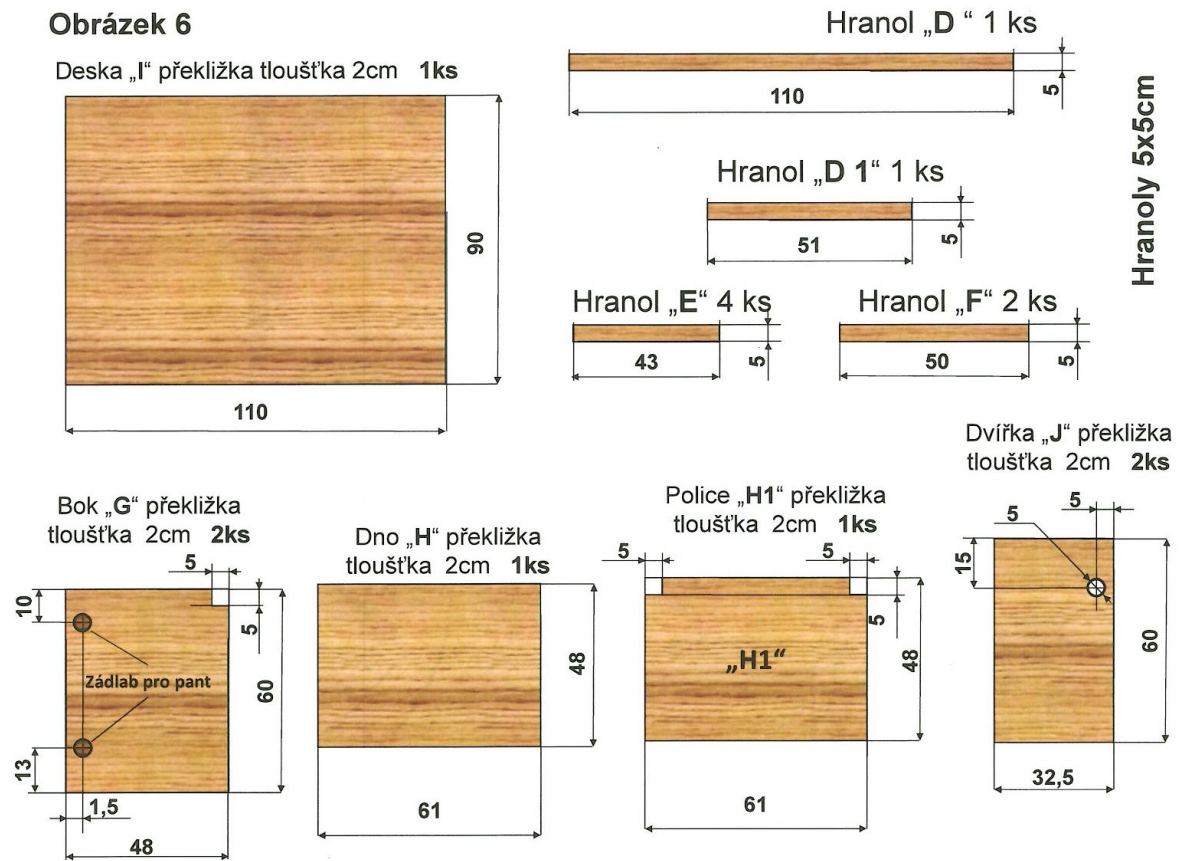 Obrázek 6
Deska „I“ překližka tloušťka 2cm 1ks
90
110
Hranol „D “ 1 ks
110
5
Hranol „D 1“ 1 ks
51
5
Hranol „E“ 4 ks
43
5
Hranol „F“ 2 ks
50
5
Hranoly 5x5cm
Bok „G“ překližka
tloušťka 2cm 2ks
5
10
5
Zádlab pro pant
60
13
1,5
48
Dno „H“ překližka
tloušťka 2cm 1ks
48
61
Police „H1“ překližka
tloušťka 2cm 1ks
5
5
5
„H1“
48
61
Dvířka „J“ překližka
tloušťka 2cm 2ks
5
5
15
60
32,5